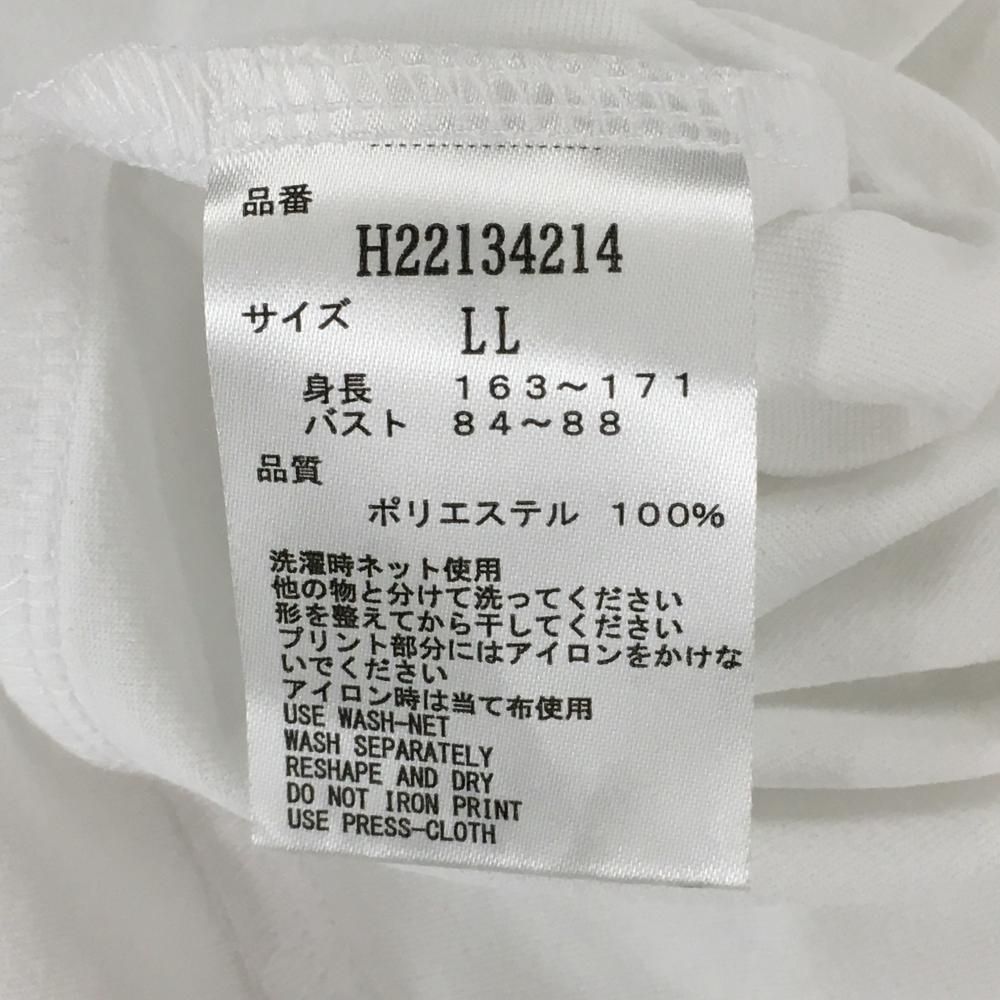 品番
H22134214
サイズ LL
身長 163～171
バスト 84～88
品質
ポリエステル 100%
洗濯時ネット使用
他の物と分けて洗ってください
形を整えてから干してください
プリント部分にはアイロンをかけな
いでください
アイロン時は当て布使用
USE WASH-NET
WASH SEPARATELY
RESHAPE AND DRY
DO NOT IRON PRINT
USE PRESS-CLOTH